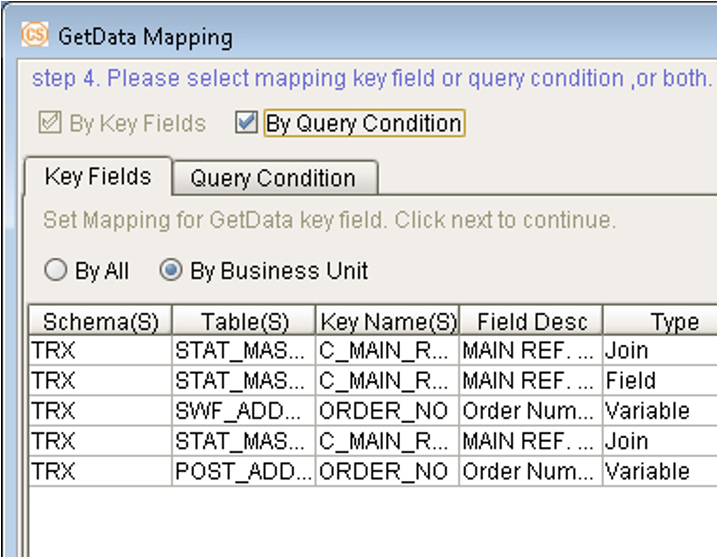 CS GetData Mapping
step 4. Please select mapping key field or query condition ,or both.
By Key Fields By Query Condition
Key Fields Query Condition
Set Mapping for GetData key field. Click next to continue.
By All By Business Unit
Schema(S) Table(S) Key Name(S) Field Desc Type
TRX STAT_MAS... C_MAIN_R... MAIN REF. ... Join
TRX STAT_MAS... C_MAIN_R... MAIN REF. ... Field
TRX SWF_ADD... ORDER_NO Order Num... Variable
TRX STAT_MAS... C_MAIN_R... MAIN REF. ... Join
TRX POST_ADD... ORDER_NO Order Num... Variable